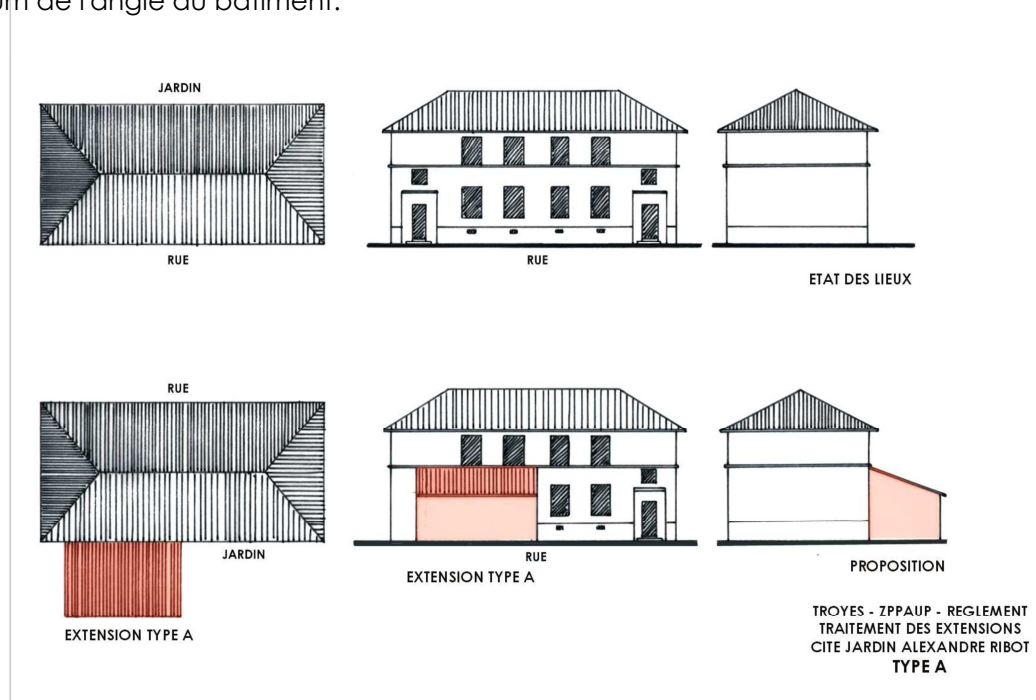 de l'angle du bâtiment.
JARDIN
RUE
RUE
ETAT DES LIEUX
RUE
JARDIN
EXTENSION TYPE A
RUE
EXTENSION TYPE A
PROPOSITION
TROYES - ZPPAUP - REGLEMENT
TRAITEMENT DES EXTENSIONS
CITE JARDIN ALEXANDRE RIBOT
TYPE A